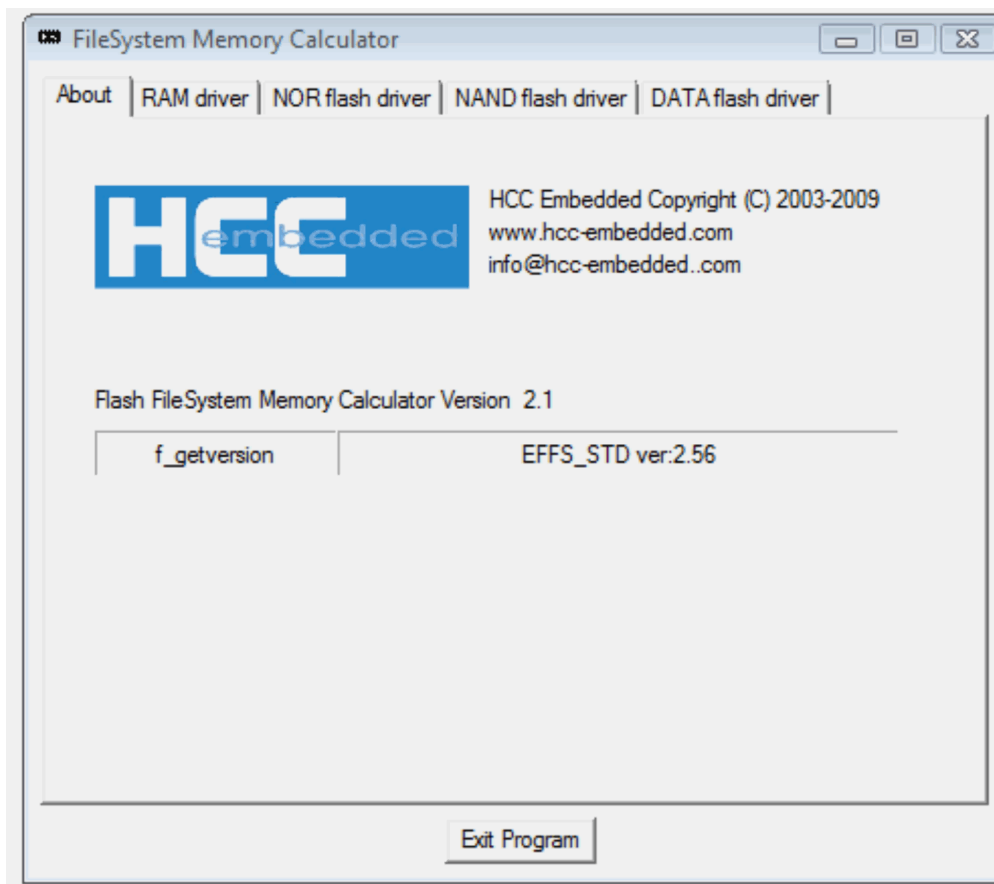 FileSystem Memory Calculator
About RAM driver NOR flash driver NAND flash driver DATA flash driver
HCC embedded
HCC Embedded Copyright (C) 2003-2009
www.hcc-embedded.com
info@hcc-embedded..com
Flash FileSystem Memory Calculator Version 2.1
f_getversion EFFS_STD ver:2.56
Exit Program